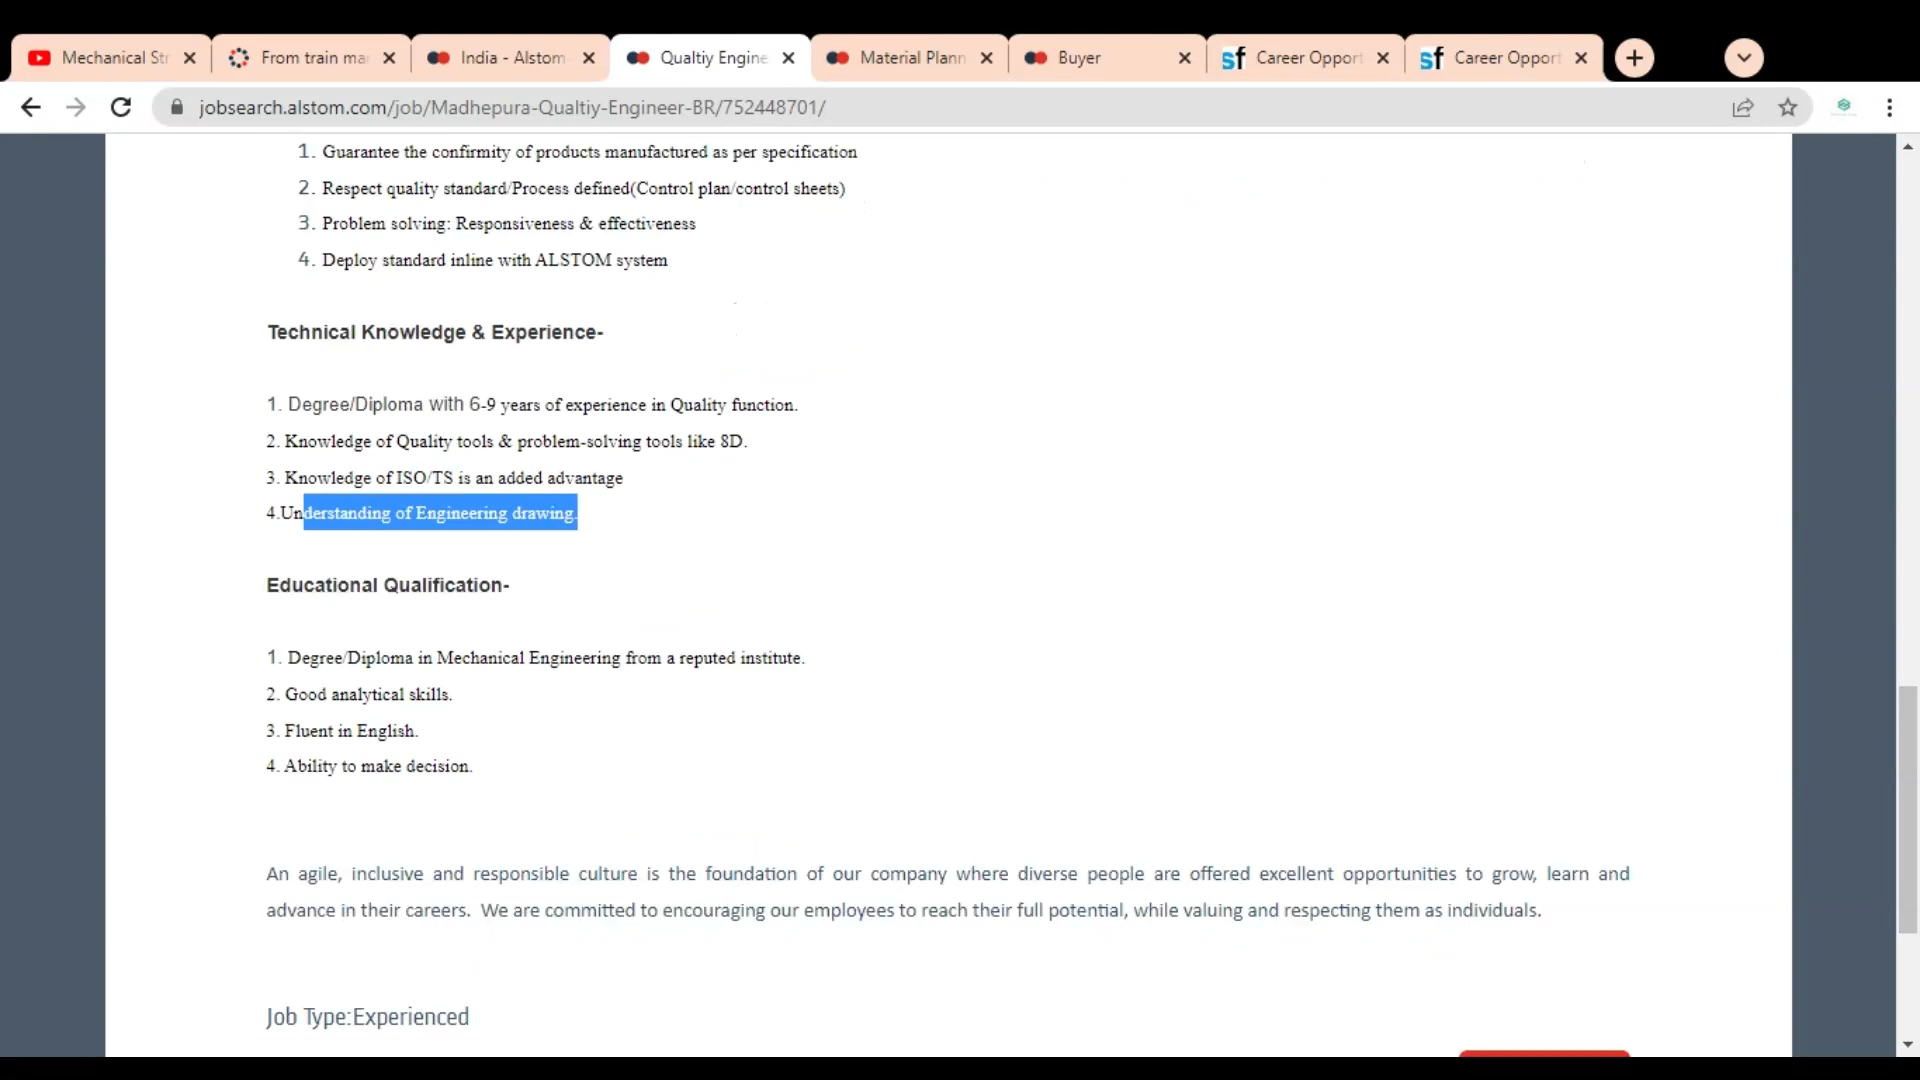 Mechanical Str
From train ma
India - Alstom
Qualtiy Engine
Material Plann
Buyer
sf Career Opport
sf Career Opport
jobsearch.alstom.com/job/Madhepura-Qualtiy-Engineer-BR/752448701/
1. Guarantee the confirmity of products manufactured as per specification
2. Respect quality standard/Process defined(Control plan/control sheets)
3. Problem solving: Responsiveness & effectiveness
4. Deploy standard inline with ALSTOM system
Technical Knowledge & Experience-
1. Degree/Diploma with 6-9 years of experience in Quality function.
2. Knowledge of Quality tools & problem-solving tools like 8D.
3. Knowledge of ISO/TS is an added advantage
4.Understanding of Engineering drawing.
Educational Qualification-
1. Degree/Diploma in Mechanical Engineering from a reputed institute.
2. Good analytical skills.
3. Fluent in English.
4. Ability to make decision.
An agile, inclusive and responsible culture is the foundation of our company where diverse people are offered excellent opportunities to grow, learn and
advance in their careers. We are committed to encouraging our employees to reach their full potential, while valuing and respecting them as individuals.
Job Type:Experienced